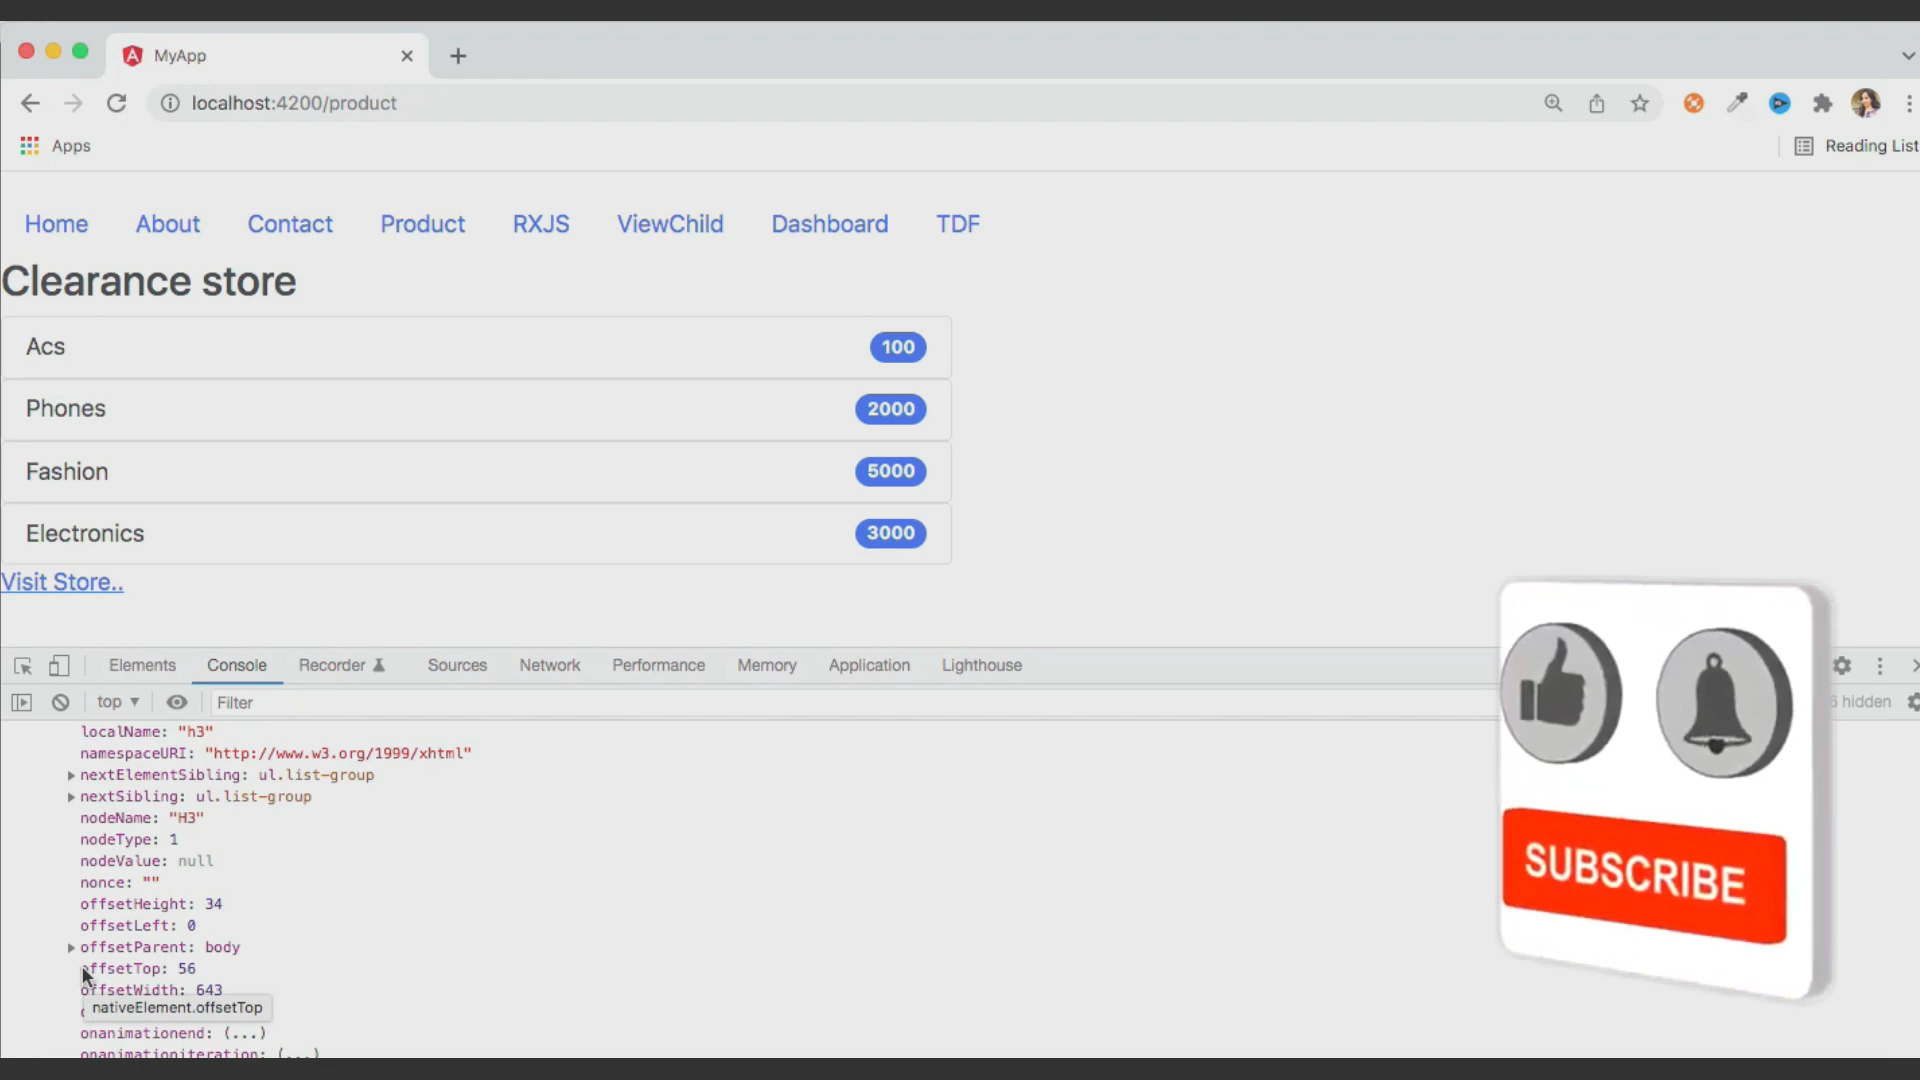 MyApp
localhost:4200/product
Apps
Reading List
Home About Contact Product RXJS ViewChild Dashboard TDF
Clearance store
Acs 100
Phones 2000
Fashion 5000
Electronics 3000
Visit Store..
Elements Console Recorder Sources Network Performance Memory Application Lighthouse
top Filter hidden
localName: "h3"
namespaceURI: "http://www.w3.org/1999/xhtml"
nextElementSibling: ul.list-group
nextSibling: ul.list-group
nodeName: "H3"
nodeType: 1
nodeValue: null
nonce: ""
offsetHeight: 34
offsetLeft: 0
offsetParent: body
offsetTop: 56
offsetWidth: 643
nativeElement.offsetTop
onanimationend: (...)
onanimationiteration: (...)
SUBSCRIBE